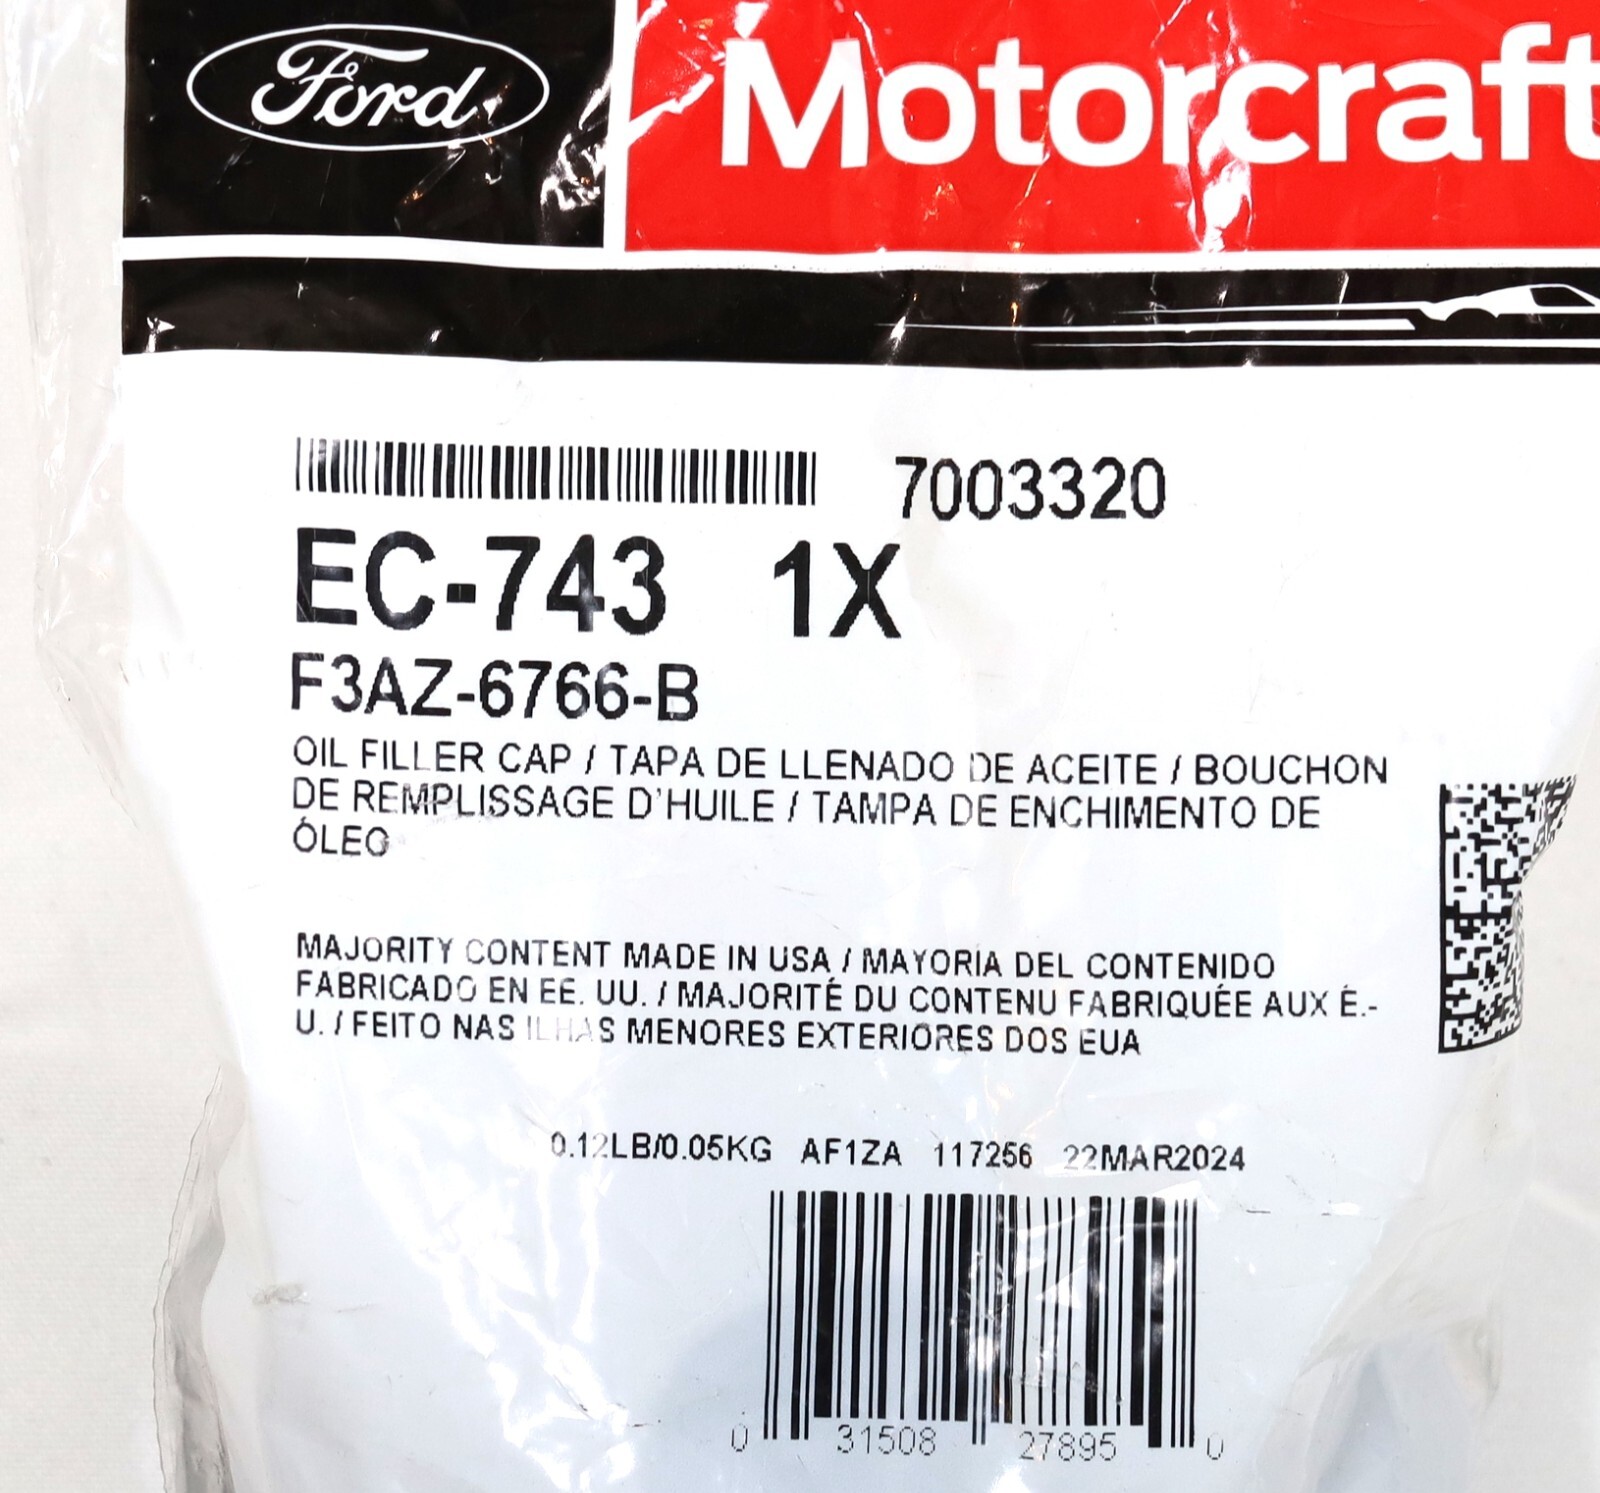 Ford
Motorcraft
7003320
EC-743 1X
F3AZ-6766-B
OIL FILLER CAP / TAPA DE LLENADO DE ACEITE / BOUCHON
DE REMPLISSAGE D'HUILE / TAMPA DE ENCHIMENTO DE
ÓLEO
MAJORITY CONTENT MADE IN USA / MAYORÍA DEL CONTENIDO
FABRICADO EN EE. UU. / MAJORITÉ DU CONTENU FABRIQUÉE AUX É.-
U. / FEITO NAS ILHAS MENORES EXTERIORES DOS EUA
0.12LB/0.05KG AF1ZA 117256 22MAR2024
0 31508 27895 0